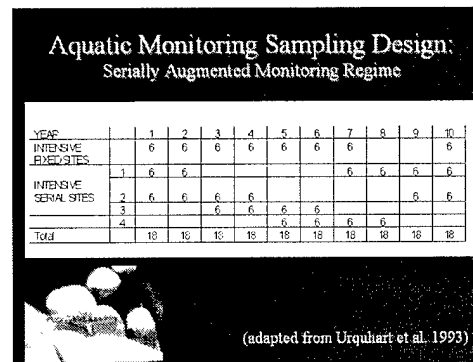 Aquatic Monitoring Sampling Design:
Serially Augmented Monitoring Regime
YEAR 1 2 3 4 5 6 7 8 9 10
INTENSIVE 6 6 6 6 6 6 6 6
FIXED SITES
1 6 6 6 6 6 6
INTENSIVE
SERIAL SITES 2 6 6 6 6 6 6
3 6 6 6 6
4 6 6 6 6
Total 18 18 18 18 18 18 18 18 18 18
(adapted from Urquhart et al. 1993)